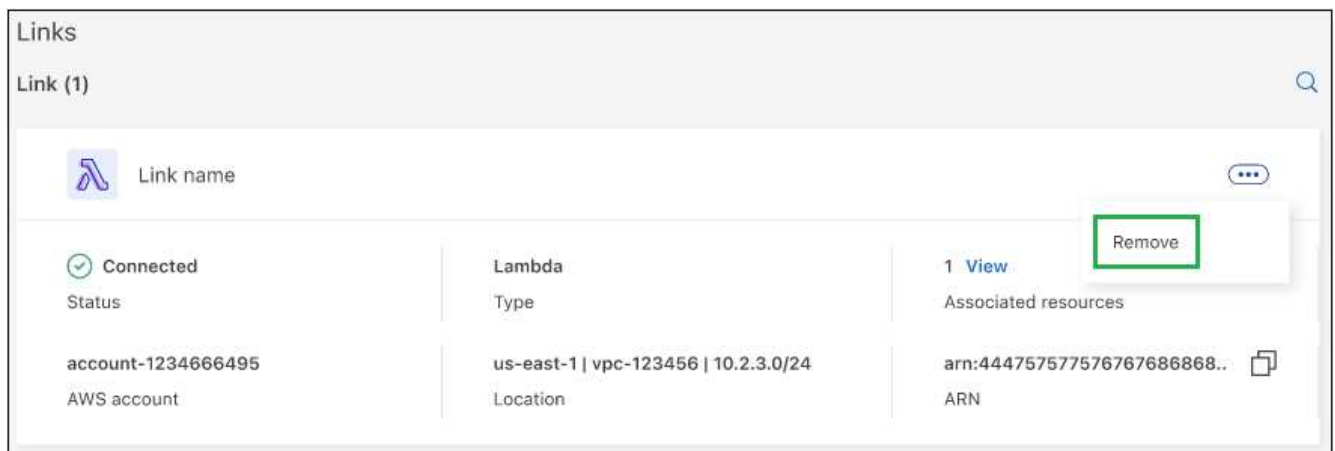 Links
Link (1)
Link name
Remove
Connected
Lambda
1 View
Status
Type
Associated resources
account-1234666495
us-east-1 | vpc-123456 | 10.2.3.0/24
arn:444757577576767686868..
AWS account
Location
ARN